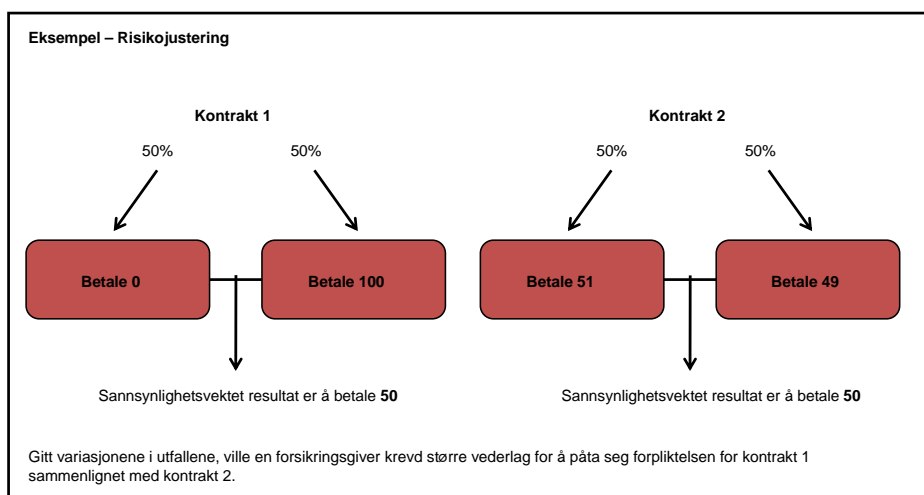 Eksempel – Risikojustering
Kontrakt 1
Kontrakt 2
50%
50%
50%
50%
Betale 0
Betale 100
Betale 51
Betale 49
Sannsynlighetsvektet resultat er å betale 50
Sannsynlighetsvektet resultat er å betale 50
Gitt variasjonene i utfallene, ville en forsikringsgiver krevd større vederlag for å påta seg forpliktelsen for kontrakt 1
sammenlignet med kontrakt 2.